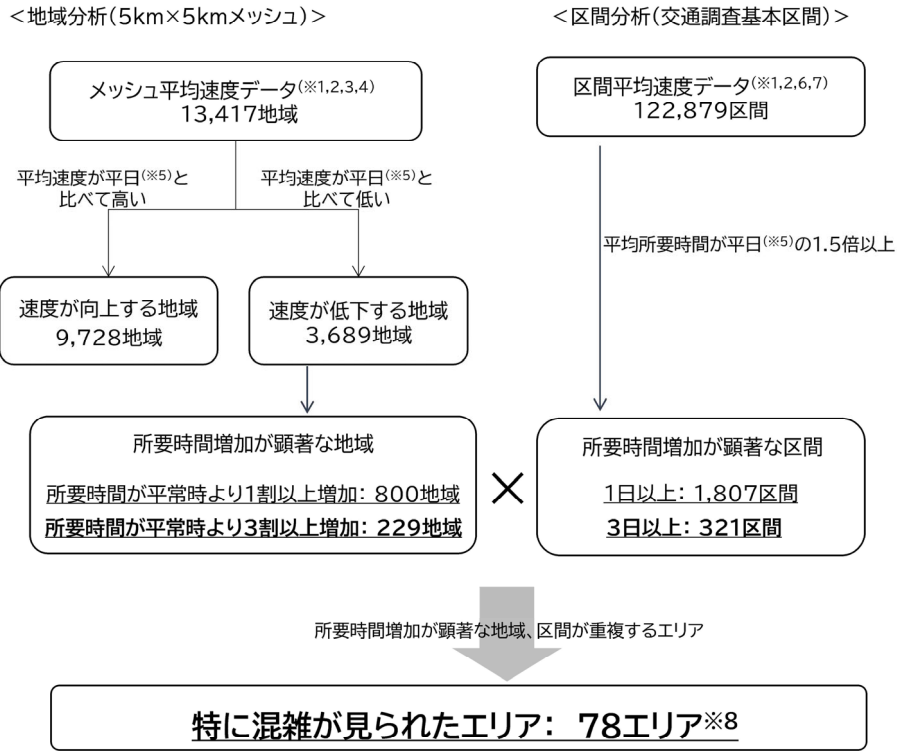 ＜地域分析(5km×5kmメッシュ)＞
＜区間分析(交通調査基本区間)＞
メッシュ平均速度データ(※1,2,3,4)
13,417地域
区間平均速度データ(※1,2,6,7)
122,879区間
平均速度が平日(※5)と
比べて高い
平均速度が平日(※5)と
比べて低い
平均所要時間が平日(※5)の1.5倍以上
速度が向上する地域
9,728地域
速度が低下する地域
3,689地域
所要時間増加が顕著な地域
所要時間が平常時より1割以上増加: 800地域
所要時間が平常時より3割以上増加: 229地域
×
所要時間増加が顕著な区間
1日以上: 1,807区間
3日以上: 321区間
所要時間増加が顕著な地域、区間が重複するエリア
特に混雑が見られたエリア: 78エリア※8